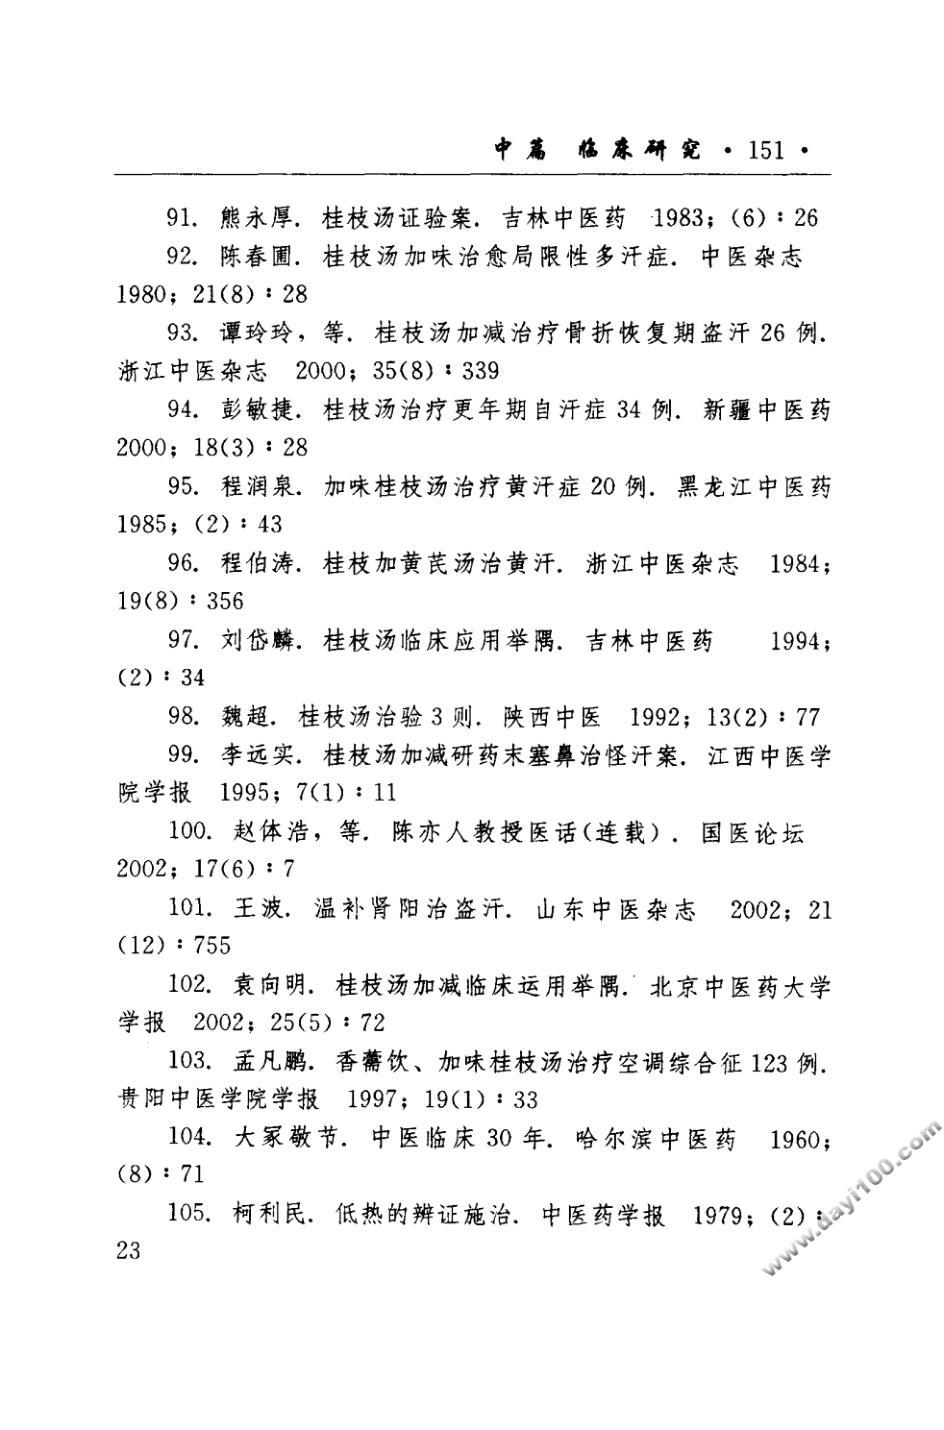 中篇 临床研究 · 151 ·
91. 熊永厚. 桂枝汤证验案. 吉林中医药 1983; (6)：26
92. 陈春圃. 桂枝汤加味治愈局限性多汗症. 中医杂志
1980; 21(8)：28
93. 谭玲玲，等. 桂枝汤加减治疗骨折恢复期盗汗 26 例.
浙江中医杂志 2000; 35(8)：339
94. 彭敏捷. 桂枝汤治疗更年期自汗症 34 例. 新疆中医药
2000; 18(3)：28
95. 程润泉. 加味桂枝汤治疗黄汗症 20 例. 黑龙江中医药
1985; (2)：43
96. 程伯涛. 桂枝加黄芪汤治黄汗. 浙江中医杂志 1984;
19(8)：356
97. 刘岱麟. 桂枝汤临床应用举隅. 吉林中医药 1994;
(2)：34
98. 魏超. 桂枝汤治验 3 则. 陕西中医 1992; 13(2)：77
99. 李远实. 桂枝汤加减研药末塞鼻治怪汗案. 江西中医学
院学报 1995; 7(1)：11
100. 赵体浩，等. 陈亦人教授医话(连载). 国医论坛
2002; 17(6)：7
101. 王波. 温补肾阳治盗汗. 山东中医杂志 2002; 21
(12)：755
102. 袁向明. 桂枝汤加减临床运用举隅. 北京中医药大学
学报 2002; 25(5)：72
103. 孟凡鹏. 香薷饮、加味桂枝汤治疗空调综合征 123 例.
贵阳中医学院学报 1997; 19(1)：33
104. 大冢敬节. 中医临床 30 年. 哈尔滨中医药 1960;
(8)：71
105. 柯利民. 低热的辨证施治. 中医药学报 1979; (2)：
23
www.dayi100.com